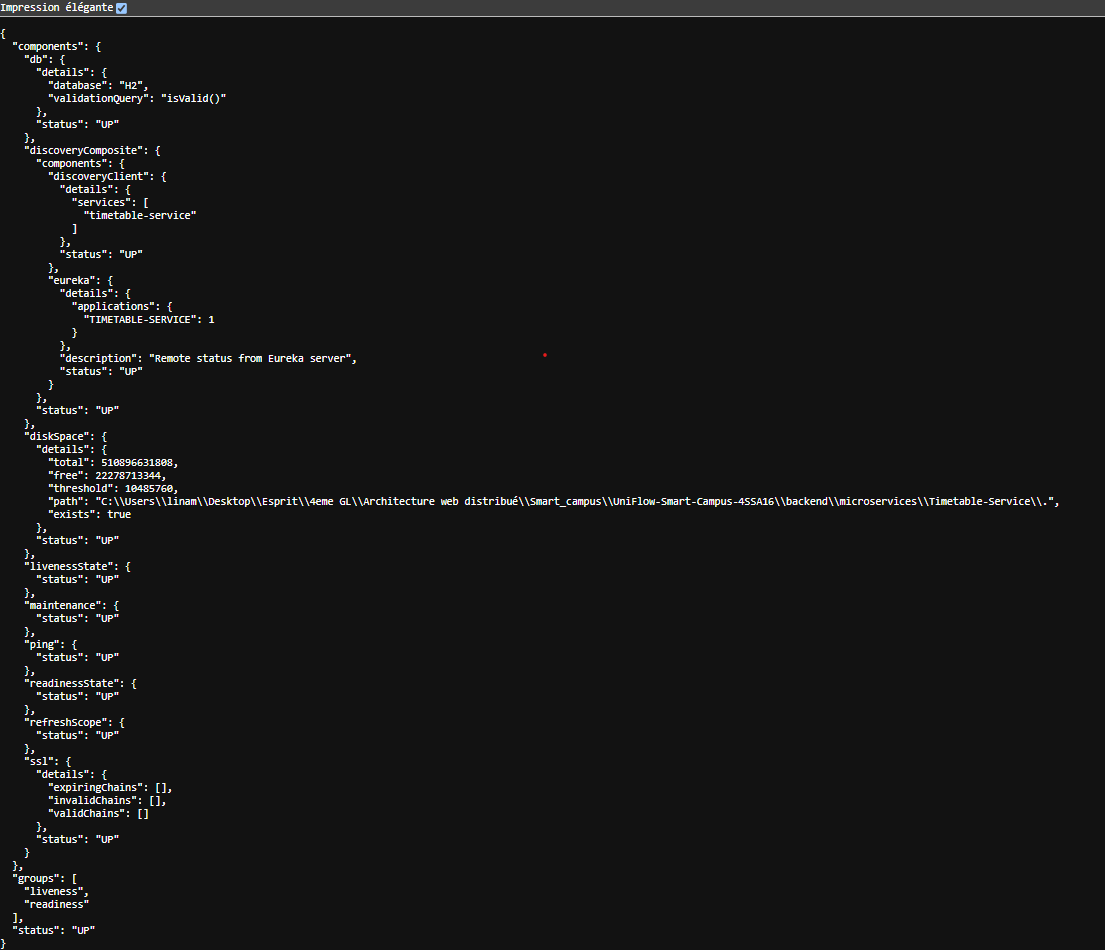 Impression élégante
{
  "components": {
    "db": {
      "details": {
        "database": "H2",
        "validationQuery": "isValid()"
      },
      "status": "UP"
    },
    "discoveryComposite": {
      "components": {
        "discoveryClient": {
          "details": {
            "services": [
              "timetable-service"
            ]
          },
          "status": "UP"
        },
        "eureka": {
          "details": {
            "applications": {
              "TIMETABLE-SERVICE": 1
            }
          },
          "description": "Remote status from Eureka server",
          "status": "UP"
        }
      },
      "status": "UP"
    },
    "diskSpace": {
      "details": {
        "total": 510896631808,
        "free": 22278713344,
        "threshold": 10485760,
        "path": "C:\\Users\\linam\\Desktop\\Esprit\\4eme GL\\Architecture web distribué\\Smart_campus\\UniFlow-Smart-Campus-4SSA16\\backend\\microservices\\Timetable-Service\\.",
        "exists": true
      },
      "status": "UP"
    },
    "livenessState": {
      "status": "UP"
    },
    "maintenance": {
      "status": "UP"
    },
    "ping": {
      "status": "UP"
    },
    "readinessState": {
      "status": "UP"
    },
    "refreshScope": {
      "status": "UP"
    },
    "ssl": {
      "details": {
        "expiringChains": [],
        "invalidChains": [],
        "validChains": []
      },
      "status": "UP"
    }
  },
  "groups": [
    "liveness",
    "readiness"
  ],
  "status": "UP"
}